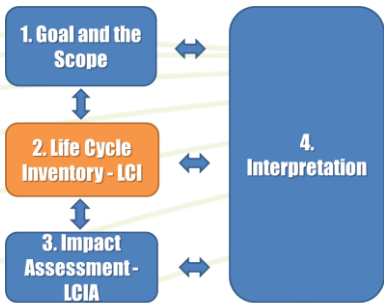 1. Goal and the
Scope
2. Life Cycle
Inventory - LCI
3. Impact
Assessment -
LCIA
4.
Interpretation